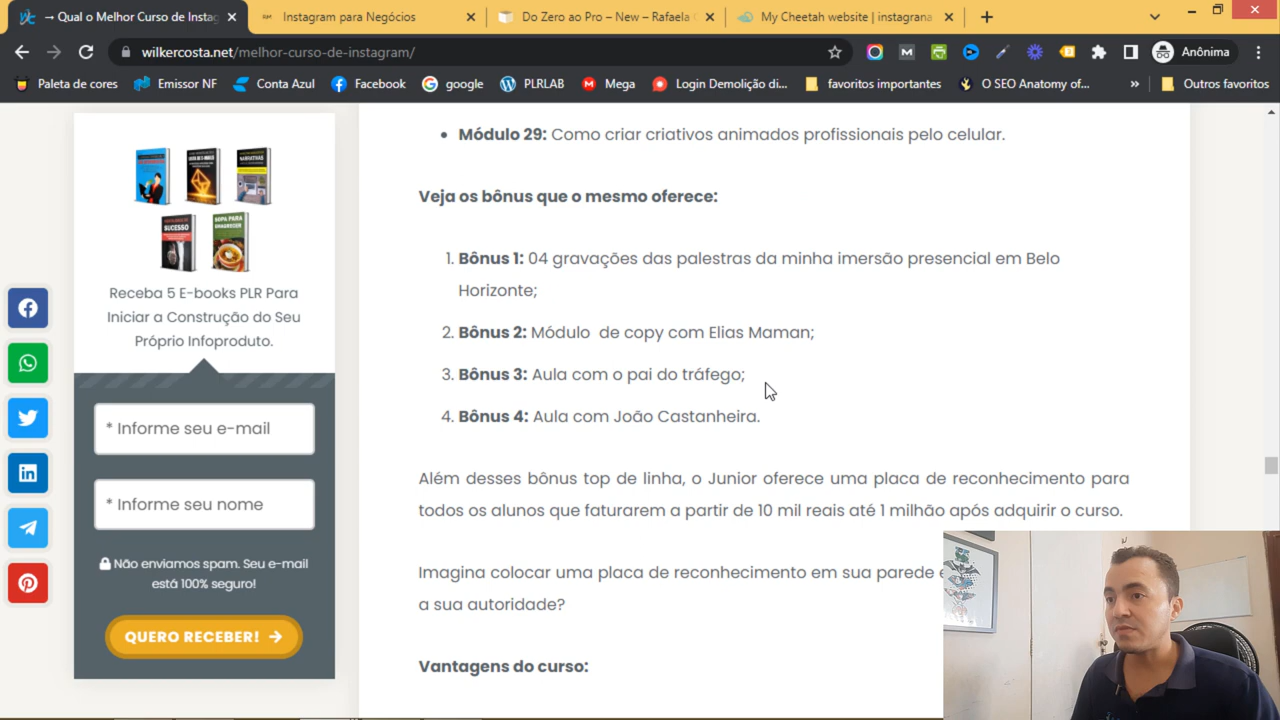 → Qual o Melhor Curso de Instag
Instagram para Negócios
Do Zero ao Pro – New – Rafaela
My Cheetah website | instagrana
wilkercosta.net/melhor-curso-de-instagram/
Anônima
Paleta de cores
Emissor NF
Conta Azul
Facebook
google
PLRLAB
Mega
Login Demolição di...
favoritos importantes
O SEO Anatomy of...
»
Outros favoritos
Receba 5 E-books PLR Para
Iniciar a Construção do Seu
Próprio Infoproduto.
* Informe seu e-mail
* Informe seu nome
Não enviamos spam. Seu e-mail
está 100% seguro!
QUERO RECEBER! →
• Módulo 29: Como criar criativos animados profissionais pelo celular.
Veja os bônus que o mesmo oferece:
1. Bônus 1: 04 gravações das palestras da minha imersão presencial em Belo
Horizonte;
2. Bônus 2: Módulo de copy com Elias Maman;
3. Bônus 3: Aula com o pai do tráfego;
4. Bônus 4: Aula com João Castanheira.
Além desses bônus top de linha, o Junior oferece uma placa de reconhecimento para
todos os alunos que faturarem a partir de 10 mil reais até 1 milhão após adquirir o curso.
Imagina colocar uma placa de reconhecimento em sua parede
a sua autoridade?
Vantagens do curso: